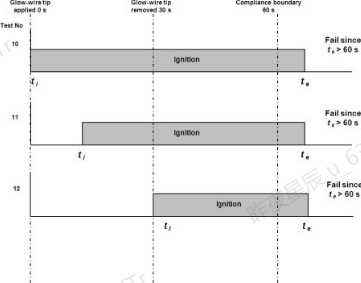 Glow-wire tip Glow-wire tip Compliance boundary
applied 0 s removed 30 s 60 s
Test No
10
Fail since
te > 60 s
Ignition
ti te
11
Fail since
te > 60 s
Ignition
ti te
12
Fail since
te > 60 s
Ignition
ti te